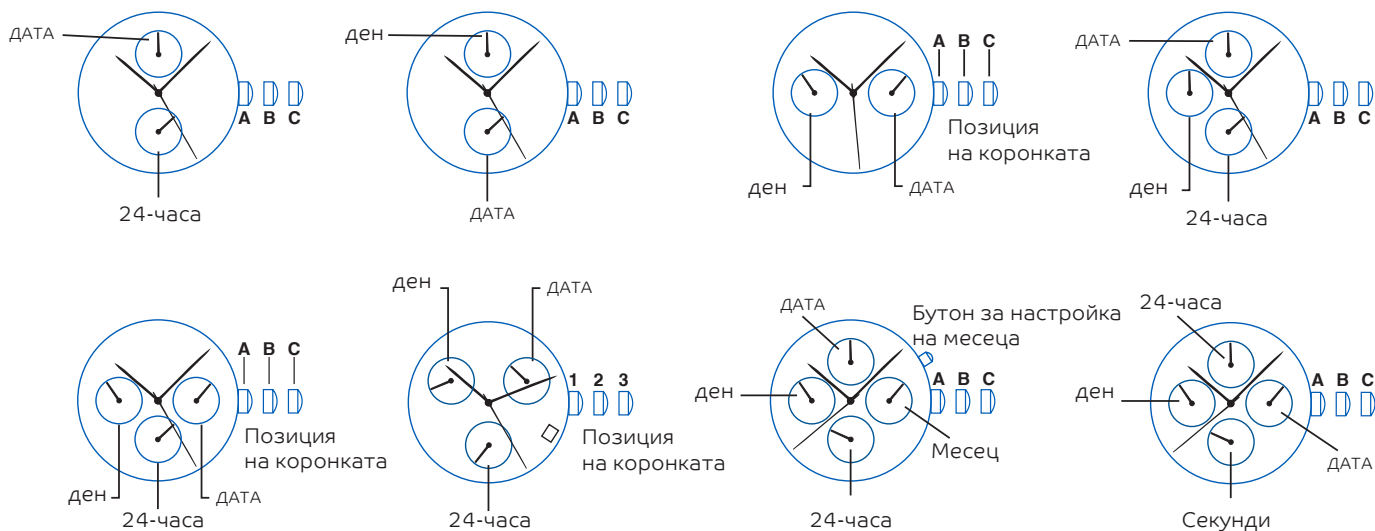 ДАТА
A B C
24-часа
ден
A B C
ДАТА
A B C
Позиция
на коронката
ден
ДАТА
ДАТА
A B C
ден
24-часа
A B C
Позиция
на коронката
ден
ДАТА
24-часа
ден
ДАТА
1 2 3
Позиция
на коронката
24-часа
ДАТА
Бутон за настройка
на месеца
A B C
ден
Месец
24-часа
24-часа
A B C
ден
ДАТА
Секунди